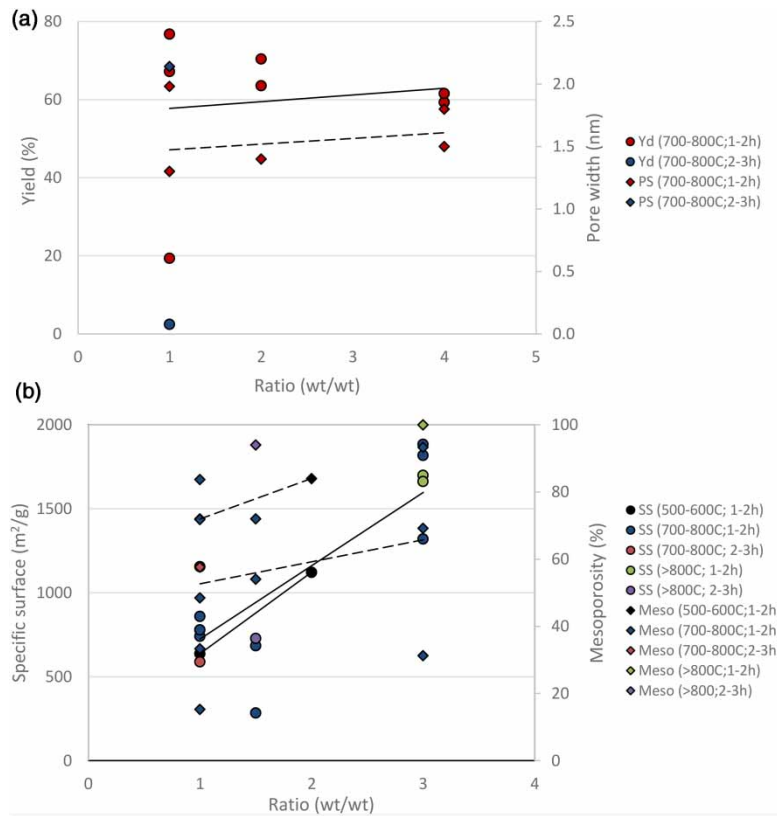 (a)
80
60
40
20
0
Yield (%)
2.5
2.0
1.5
1.0
0.5
0.0
Pore width (nm)
0 1 2 3 4 5
Ratio (wt/wt)
Yd (700-800C;1-2h)
Yd (700-800C;2-3h)
PS (700-800C;1-2h)
PS (700-800C;2-3h)
(b)
2000
1500
1000
500
0
Specific surface (m²/g)
100
80
60
40
20
0
Mesoporosity (%)
0 1 2 3 4
Ratio (wt/wt)
SS (500-600C; 1-2h)
SS (700-800C;1-2h)
SS (700-800C; 2-3h)
SS (>800C; 1-2h)
SS (>800C; 2-3h)
Meso (500-600C;1-2h
Meso (700-800C;1-2h
Meso (700-800C;2-3h
Meso (>800C;1-2h)
Meso (>800;2-3h)